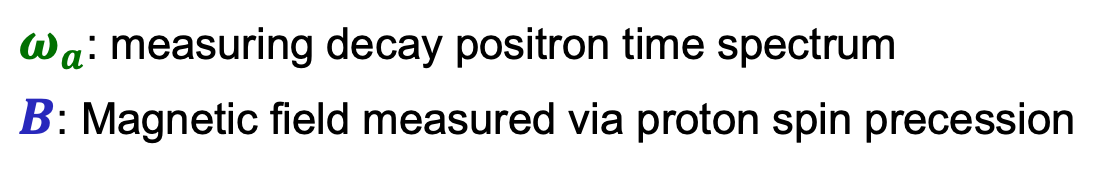 ωₐ: measuring decay positron time spectrum
B: Magnetic field measured via proton spin precession